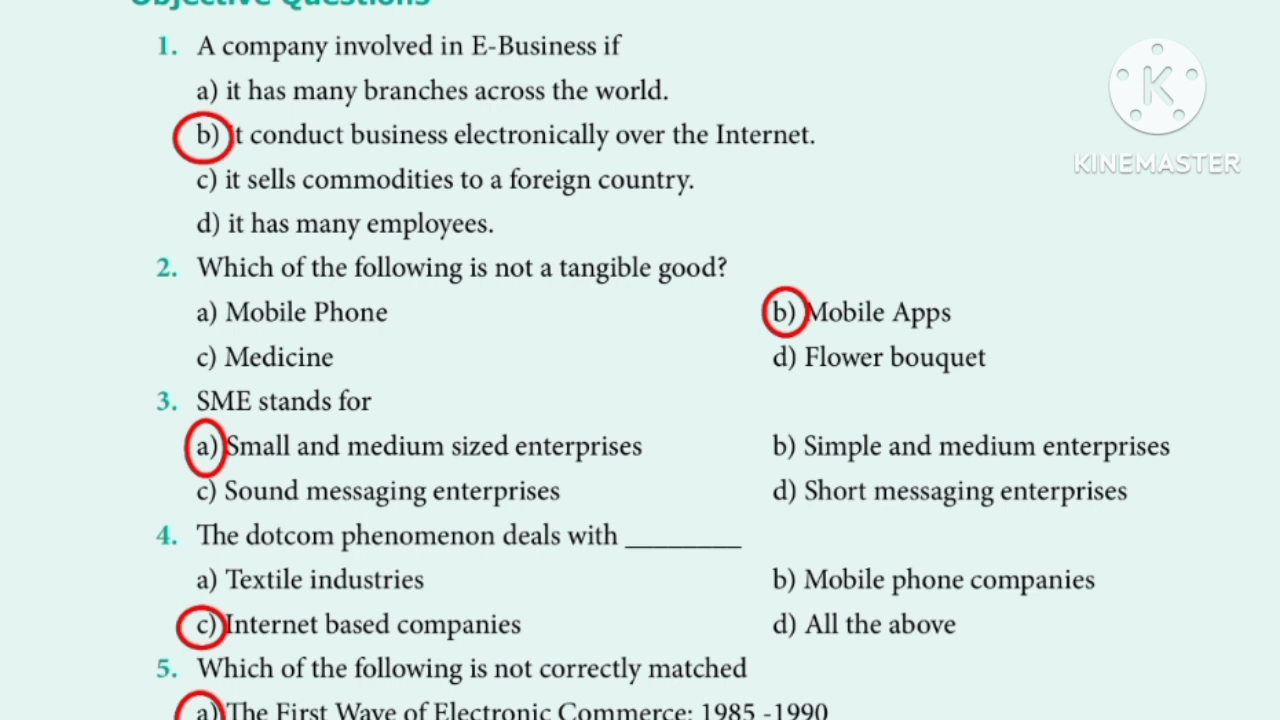 Objective Questions
1. A company involved in E-Business if
a) it has many branches across the world.
b) it conduct business electronically over the Internet.
c) it sells commodities to a foreign country.
d) it has many employees.
2. Which of the following is not a tangible good?
a) Mobile Phone b) Mobile Apps
c) Medicine d) Flower bouquet
3. SME stands for
a) Small and medium sized enterprises b) Simple and medium enterprises
c) Sound messaging enterprises d) Short messaging enterprises
4. The dotcom phenomenon deals with ________
a) Textile industries b) Mobile phone companies
c) Internet based companies d) All the above
5. Which of the following is not correctly matched
a) The First Wave of Electronic Commerce: 1985 -1990
K
KINEMASTER